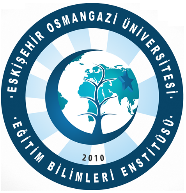 · ESKİŞEHİR OSMANGAZİ ÜNİVERSİTESİ ·
EĞİTİM BİLİMLERİ ENSTİTÜSÜ
2010